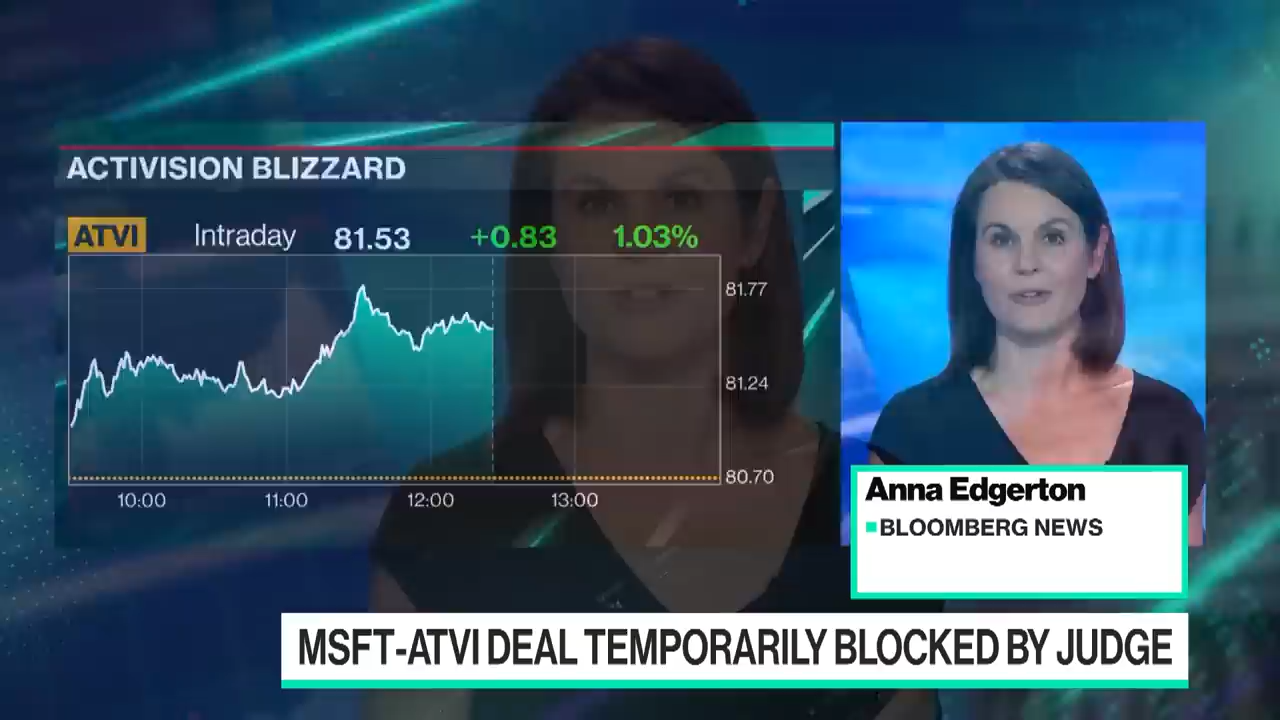 ACTIVISION BLIZZARD
ATVI Intraday 81.53 +0.83 1.03%
81.77
81.24
80.70
10:00 11:00 12:00 13:00
Anna Edgerton
BLOOMBERG NEWS
MSFT-ATVI DEAL TEMPORARILY BLOCKED BY JUDGE